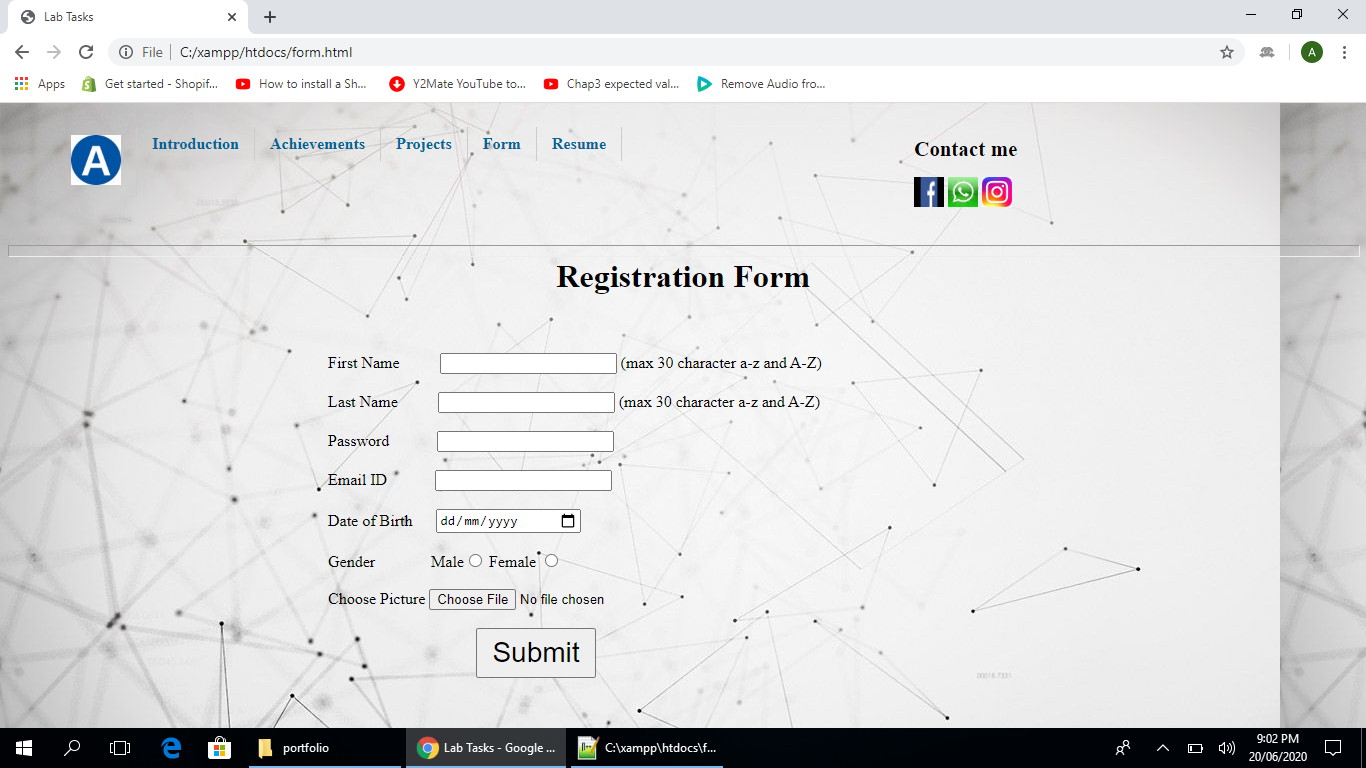 Lab Tasks
File C:/xampp/htdocs/form.html
A
Apps Get started - Shopif... How to install a Sh... Y2Mate YouTube to... Chap3 expected val... Remove Audio fro...
A Introduction Achievements Projects Form Resume
Contact me
Registration Form
First Name (max 30 character a-z and A-Z)
Last Name (max 30 character a-z and A-Z)
Password
Email ID
Date of Birth dd/mm/yyyy
Gender Male Female
Choose Picture Choose File No file chosen
Submit
portfolio Lab Tasks - Google ... C:\xampp\htdocs\f...
9:02 PM
20/06/2020